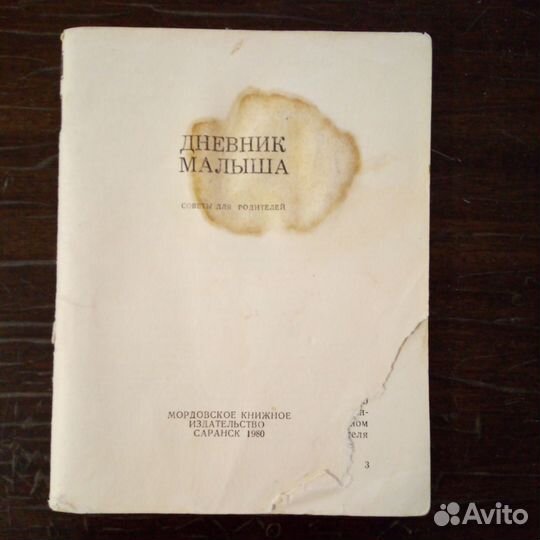 ДНЕВНИК
МАЛЫША
СОВЕТЫ ДЛЯ РОДИТЕЛЕЙ
МОРДОВСКОЕ КНИЖНОЕ
ИЗДАТЕЛЬСТВО
САРАНСК 1980
3
Avito